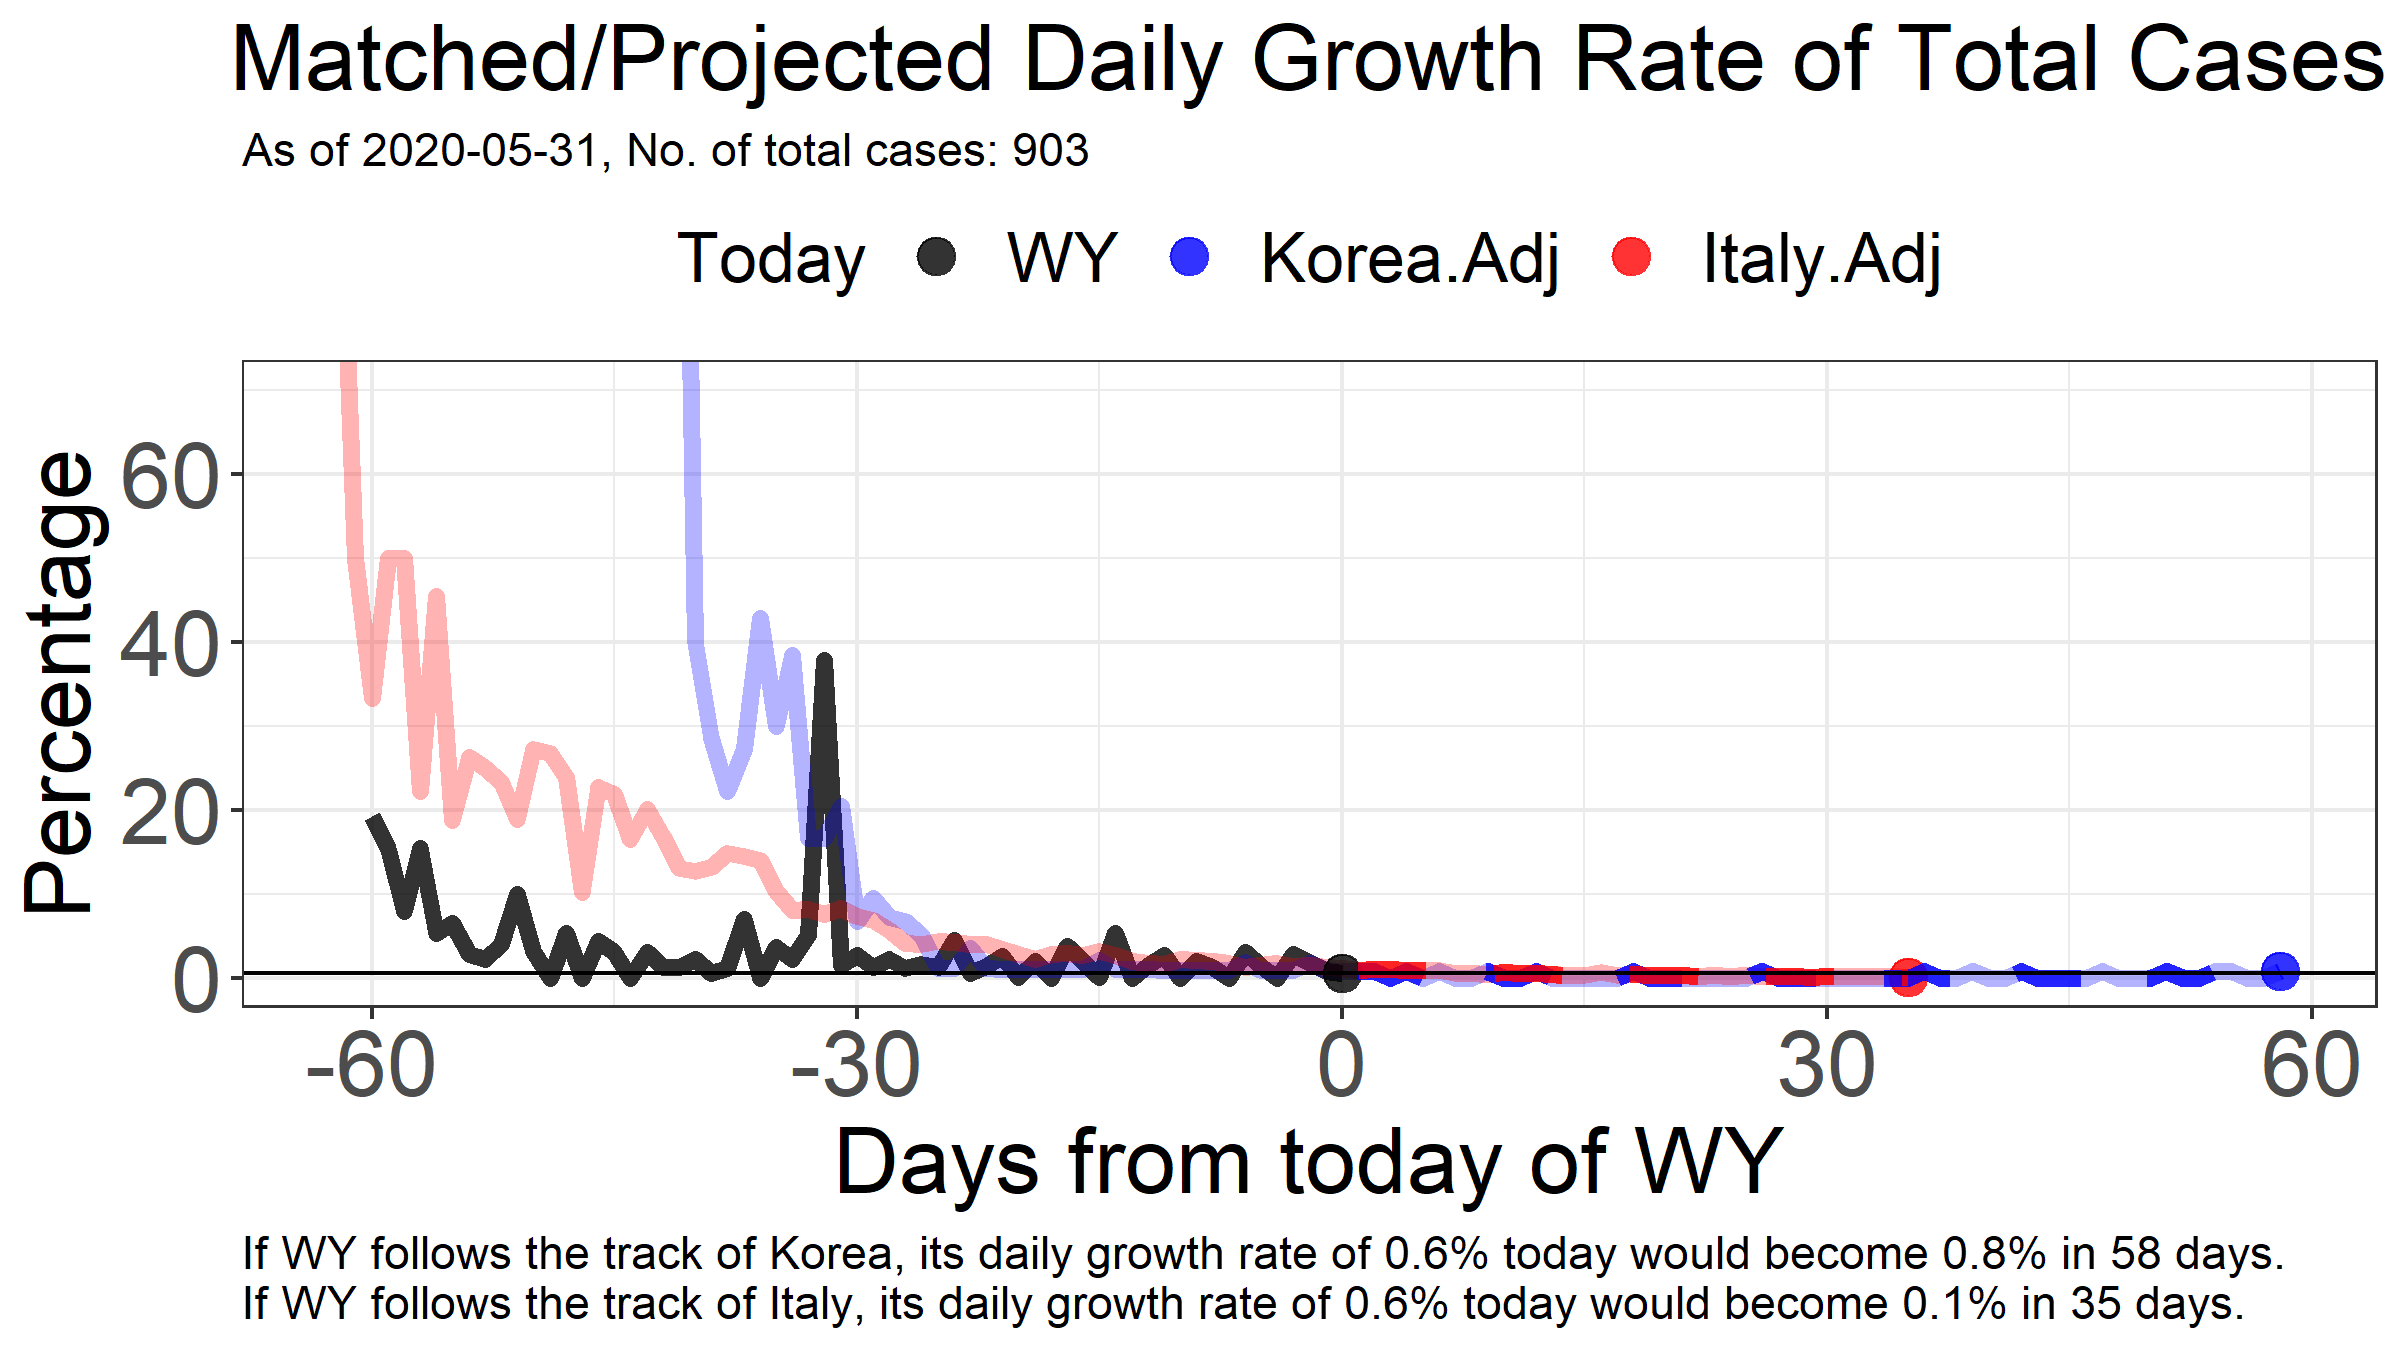 Matched/Projected Daily Growth Rate of Total Cases
As of 2020-05-31, No. of total cases: 903
Today WY Korea.Adj Italy.Adj
Percentage
60
40
20
0
-60 -30 0 30 60
Days from today of WY
If WY follows the track of Korea, its daily growth rate of 0.6% today would become 0.8% in 58 days.
If WY follows the track of Italy, its daily growth rate of 0.6% today would become 0.1% in 35 days.